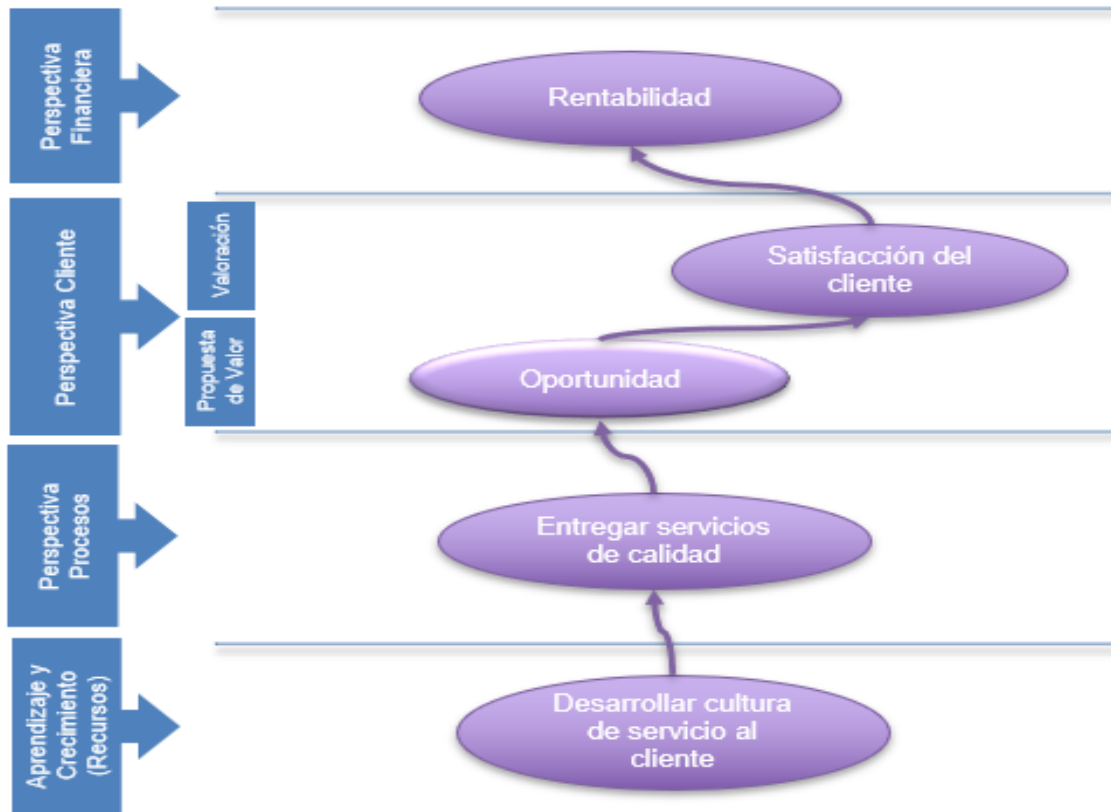 Perspectiva
Financiera
Rentabilidad
Perspectiva Cliente
Valoración
Satisfacción del
cliente
Propuesta
de Valor
Oportunidad
Perspectiva
Procesos
Entregar servicios
de calidad
Aprendizaje y
Crecimiento
(Recursos)
Desarrollar cultura
de servicio al
cliente